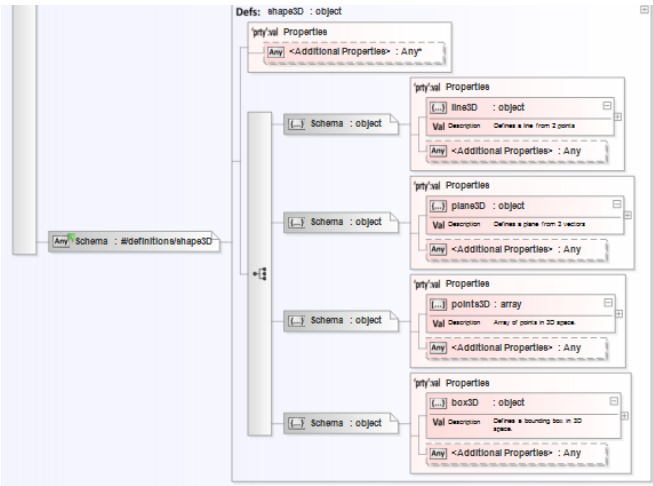 Defs: shape3D : object
'prty':val Properties
Any <Additional Properties> : Any*
'prty':val Properties
{...} line3D : object
Val Description Defines a line from 2 points
Any <Additional Properties> : Any
{...} Schema : object
'prty':val Properties
{...} plane3D : object
Val Description Defines a plane from 3 vectors
Any <Additional Properties> : Any
{...} Schema : object
Any Schema : #/definitions/shape3D
'prty':val Properties
{...} points3D : array
Val Description Array of points in 3D space.
Any <Additional Properties> : Any
{...} Schema : object
'prty':val Properties
{...} box3D : object
Val Description Defines a bounding box in 3D
space.
Any <Additional Properties> : Any
{...} Schema : object